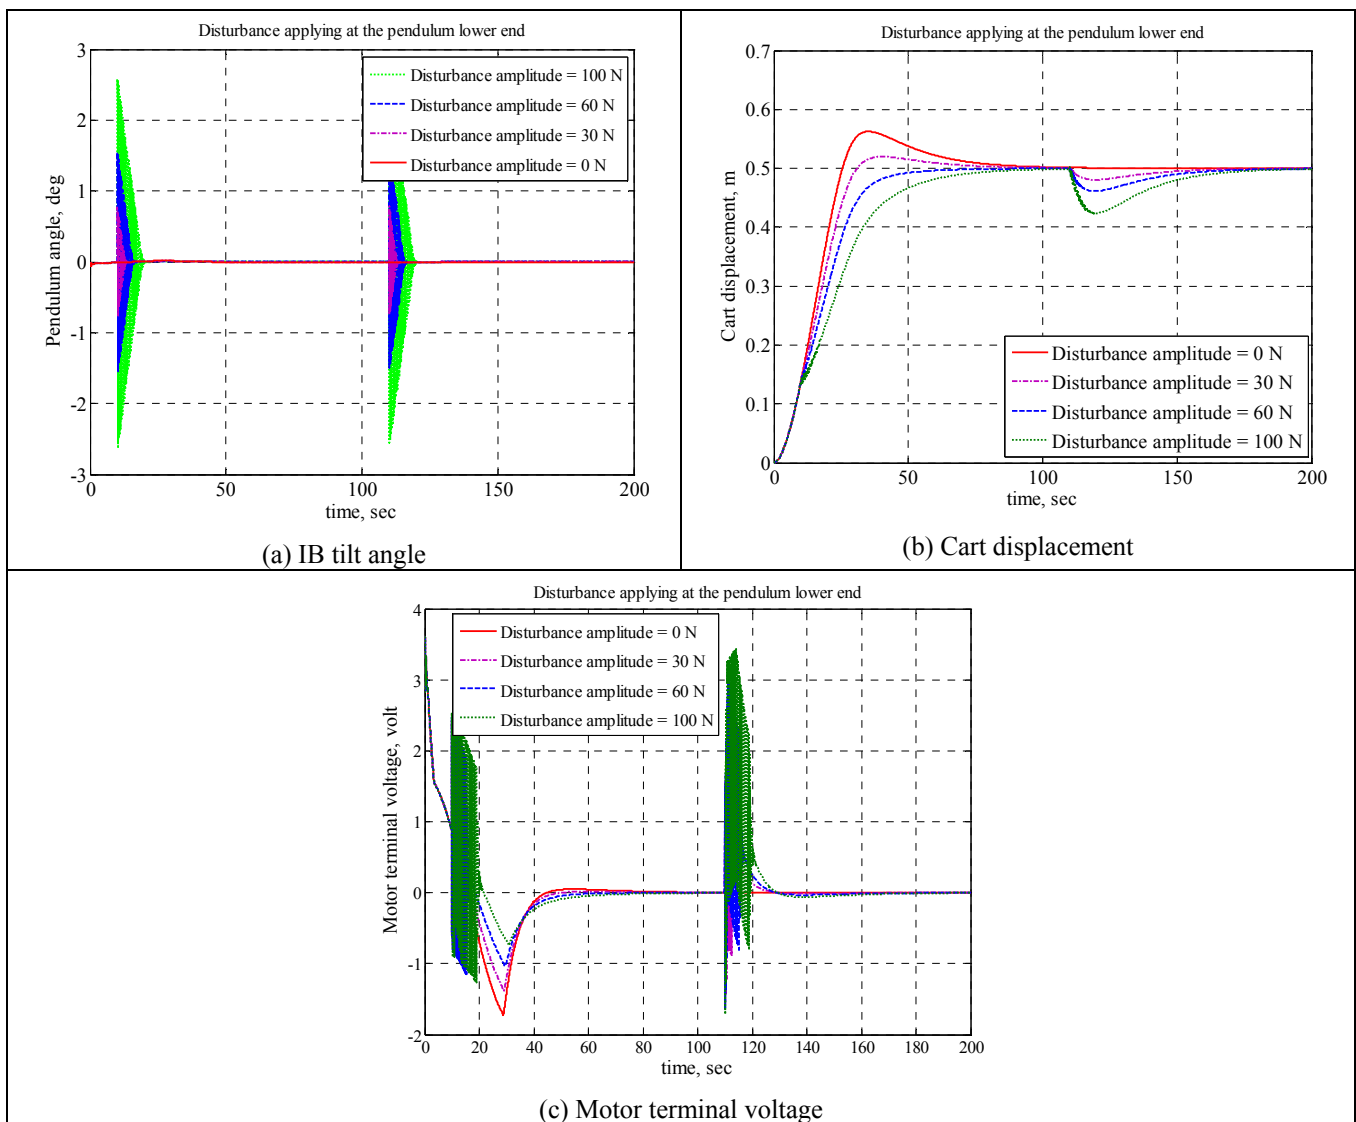 Disturbance applying at the pendulum lower end
3
2
1
0
-1
-2
-3
Pendulum angle, deg
Disturbance amplitude = 100 N
Disturbance amplitude = 60 N
Disturbance amplitude = 30 N
Disturbance amplitude = 0 N
0
50
100
150
200
time, sec
(a) IB tilt angle
Disturbance applying at the pendulum lower end
0.7
0.6
0.5
0.4
0.3
0.2
0.1
0
Cart displacement, m
Disturbance amplitude = 0 N
Disturbance amplitude = 30 N
Disturbance amplitude = 60 N
Disturbance amplitude = 100 N
0
50
100
150
200
time, sec
(b) Cart displacement
Disturbance applying at the pendulum lower end
4
3
2
1
0
-1
-2
Motor terminal voltage, volt
Disturbance amplitude = 0 N
Disturbance amplitude = 30 N
Disturbance amplitude = 60 N
Disturbance amplitude = 100 N
0
20
40
60
80
100
120
140
160
180
200
time, sec
(c) Motor terminal voltage